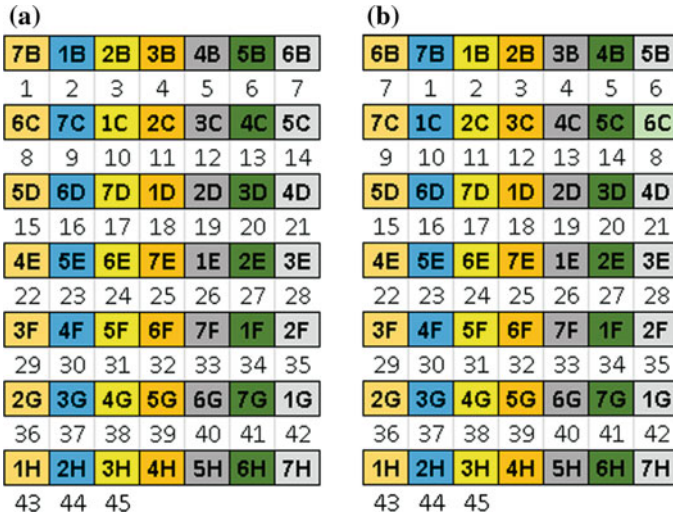 (a) (b)
7B 1B 2B 3B 4B 5B 6B 6B 7B 1B 2B 3B 4B 5B
1 2 3 4 5 6 7 7 1 2 3 4 5 6
6C 7C 1C 2C 3C 4C 5C 7C 1C 2C 3C 4C 5C 6C
8 9 10 11 12 13 14 9 10 11 12 13 14 8
5D 6D 7D 1D 2D 3D 4D 5D 6D 7D 1D 2D 3D 4D
15 16 17 18 19 20 21 15 16 17 18 19 20 21
4E 5E 6E 7E 1E 2E 3E 4E 5E 6E 7E 1E 2E 3E
22 23 24 25 26 27 28 22 23 24 25 26 27 28
3F 4F 5F 6F 7F 1F 2F 3F 4F 5F 6F 7F 1F 2F
29 30 31 32 33 34 35 29 30 31 32 33 34 35
2G 3G 4G 5G 6G 7G 1G 2G 3G 4G 5G 6G 7G 1G
36 37 38 39 40 41 42 36 37 38 39 40 41 42
1H 2H 3H 4H 5H 6H 7H 1H 2H 3H 4H 5H 6H 7H
43 44 45 43 44 45